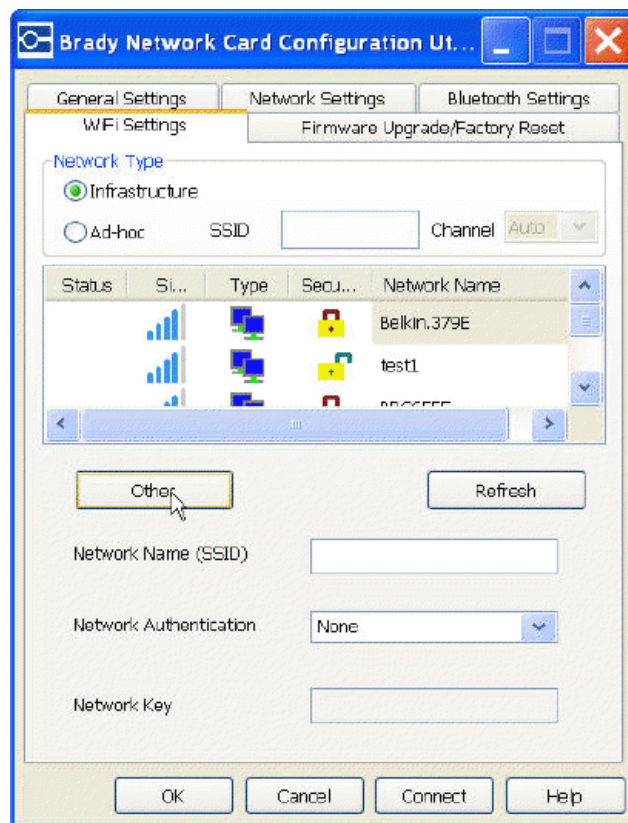 Brady Network Card Configuration Ut...
General Settings Network Settings Bluetooth Settings
WiFi Settings Firmware Upgrade/Factory Reset
Network Type
Infrastructure
Ad-hoc SSID Channel Auto
Status Si... Type Secu... Network Name
Belkin.379E
test1
Other Refresh
Network Name (SSID)
Network Authentication None
Network Key
OK Cancel Connect Help